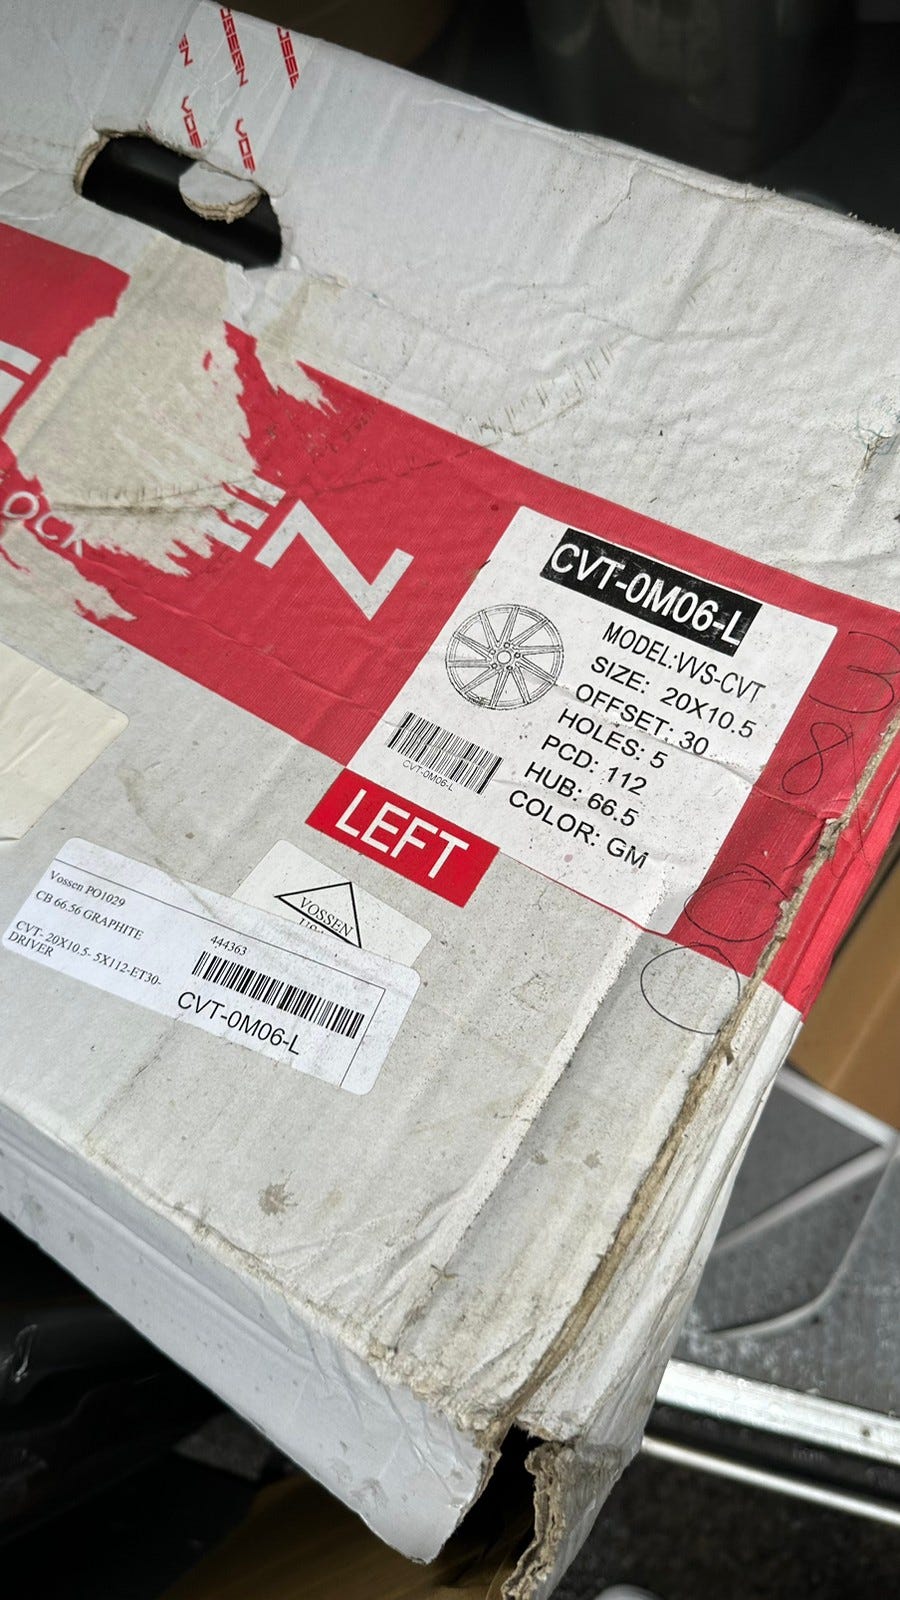 VOSSEN
CVT-0M06-L
MODEL:VVS-CVT
SIZE: 20X10.5
OFFSET: 30
HOLES: 5
PCD: 112
HUB: 66.5
COLOR: GM
CVT-0M06-L
LEFT
VOSSEN
Vossen PO1029
CB 66.56 GRAPHITE
CVT- 20X10.5- 5X112-ET30-
DRIVER
444363
CVT-0M06-L